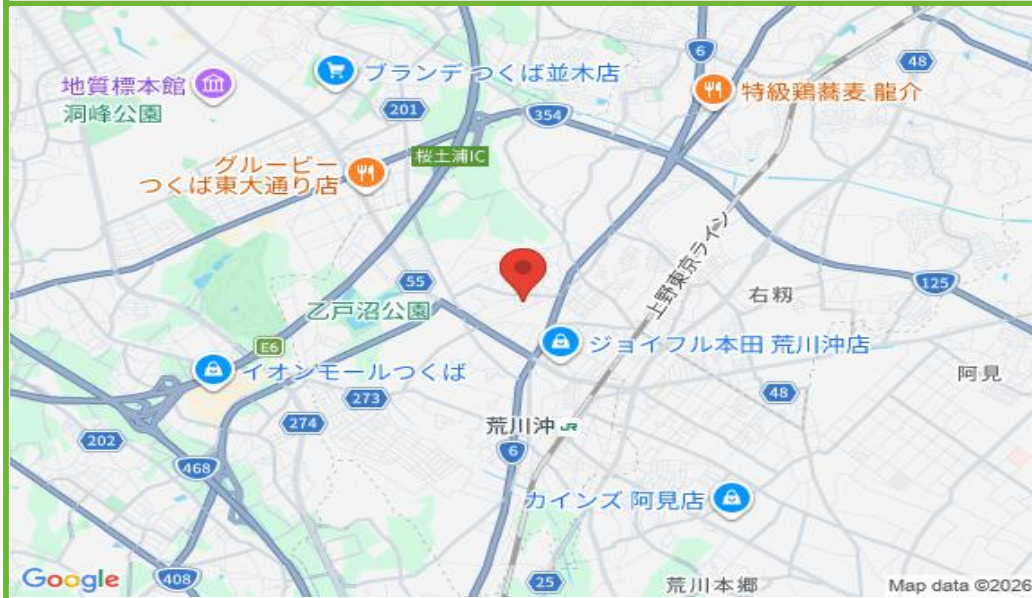 地質標本館
洞峰公園
ブランデ つくば並木店
201
6
48
特級鶏蕎麦 龍介
354
桜土浦IC
グルービー
つくば東大通り店
上野東京ライン
55
乙戸沼公園
125
右籾
E6
イオンモールつくば
ジョイフル本田 荒川沖店
阿見
273
48
274
荒川沖 JR
202
6
468
カインズ 阿見店
Google
408
25
荒川本郷
Map data ©2026